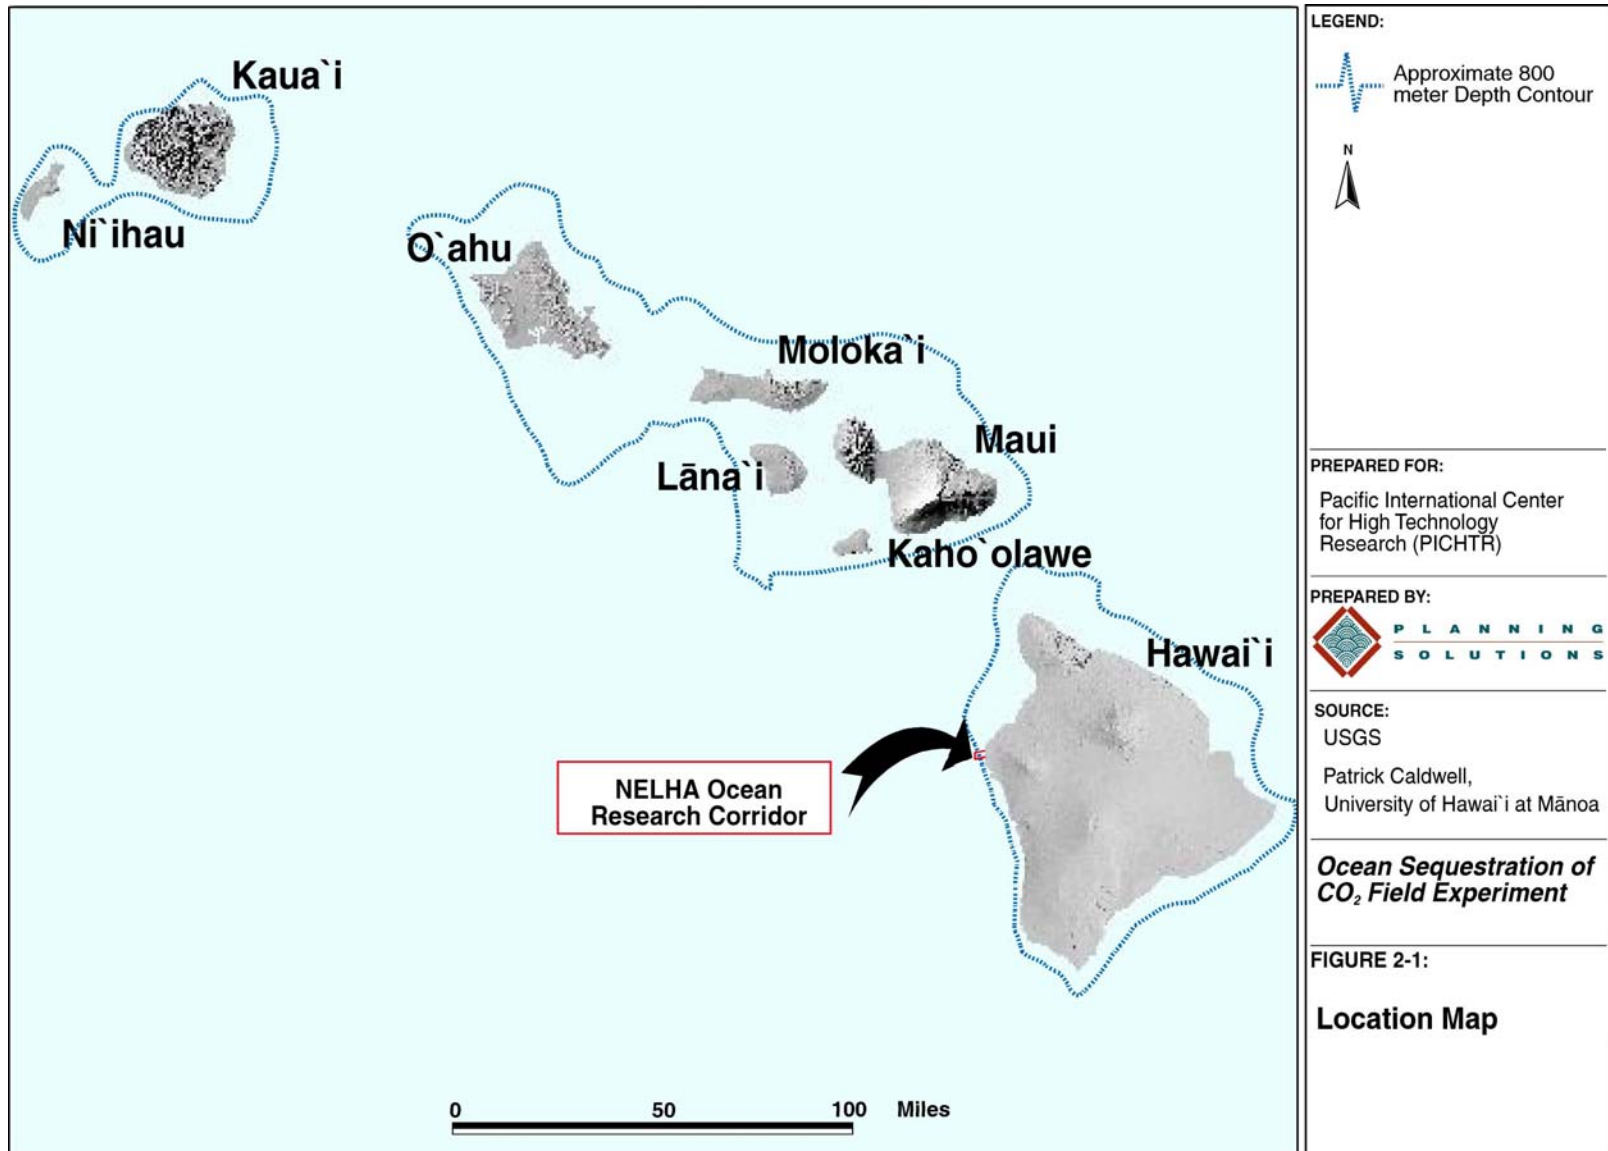 Kaua`i
Ni`ihau
O`ahu
Moloka`i
Maui
Lāna`i
Kaho`olawe
Hawai`i
NELHA Ocean
Research Corridor
0 50 100 Miles
LEGEND:
Approximate 800
meter Depth Contour
N
PREPARED FOR:
Pacific International Center
for High Technology
Research (PICHTR)
PREPARED BY:
PLANNING
SOLUTIONS
SOURCE:
USGS
Patrick Caldwell,
University of Hawai`i at Mānoa
Ocean Sequestration of
CO₂ Field Experiment
FIGURE 2-1:
Location Map